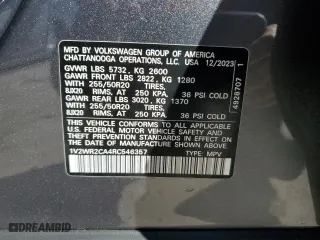 MFD BY VOLKSWAGEN GROUP OF AMERICA
CHATTANOOGA OPERATIONS, LLC. USA 12/2023
GVWR LBS 5732, KG 2600
GAWR FRONT LBS 2822, KG 1280
WITH 255/50R20 TIRES,
8JX20 RIMS, AT 250 KPA 36 PSI COLD
GAWR REAR LBS 3020, KG 1370
WITH 255/50R20 TIRES,
8JX20 RIMS, AT 250 KPA 36 PSI COLD
THIS VEHICLE CONFORMS TO ALL APPLICABLE
U.S. FEDERAL MOTOR VEHICLE SAFETY, BUMPER AND
THEFT PREVENTION STANDARDS IN EFFECT ON THE
DATE OF MANUFACTURE SHOWN ABOVE.
1V2WR2CA4RC546357 TYPE MPV
4928707 1